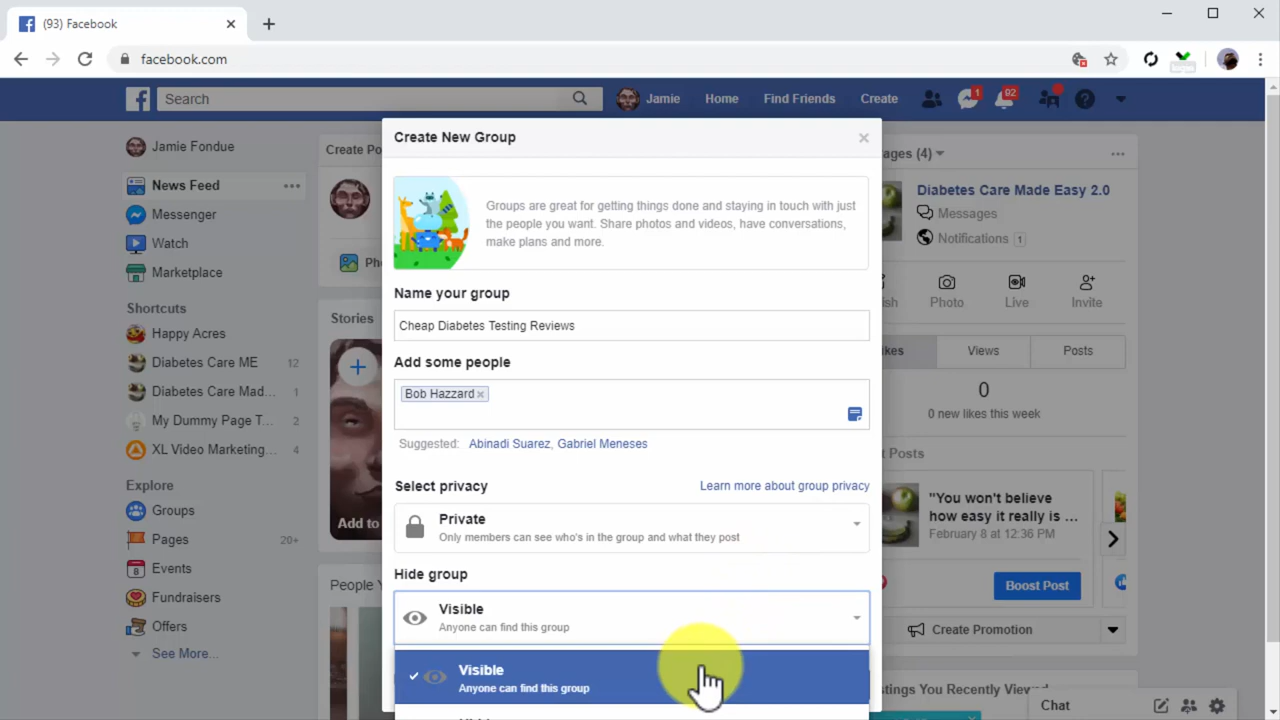 (93) Facebook
facebook.com
Search
Jamie
Home
Find Friends
Create
1
92
Jamie Fondue
News Feed
Messenger
Watch
Marketplace
Shortcuts
Happy Acres
Diabetes Care ME 12
Diabetes Care Mad... 1
My Dummy Page T... 2
XL Video Marketing... 4
Explore
Groups
Pages 20+
Events
Fundraisers
Offers
See More...
Create Po
Ph
Stories
Add to
People Y
Create New Group
Groups are great for getting things done and staying in touch with just
the people you want. Share photos and videos, have conversations,
make plans and more.
Name your group
Cheap Diabetes Testing Reviews
Add some people
Bob Hazzard
Suggested: Abinadi Suarez, Gabriel Meneses
Select privacy
Learn more about group privacy
Private
Only members can see who's in the group and what they post
Hide group
Visible
Anyone can find this group
Visible
Anyone can find this group
ages (4)
Diabetes Care Made Easy 2.0
Messages
Notifications 1
sh
Photo
Live
Invite
kes
Views
Posts
0
0 new likes this week
Posts
"You won't believe
how easy it really is ...
February 8 at 12:36 PM
Boost Post
Create Promotion
stings You Recently Viewed
Chat